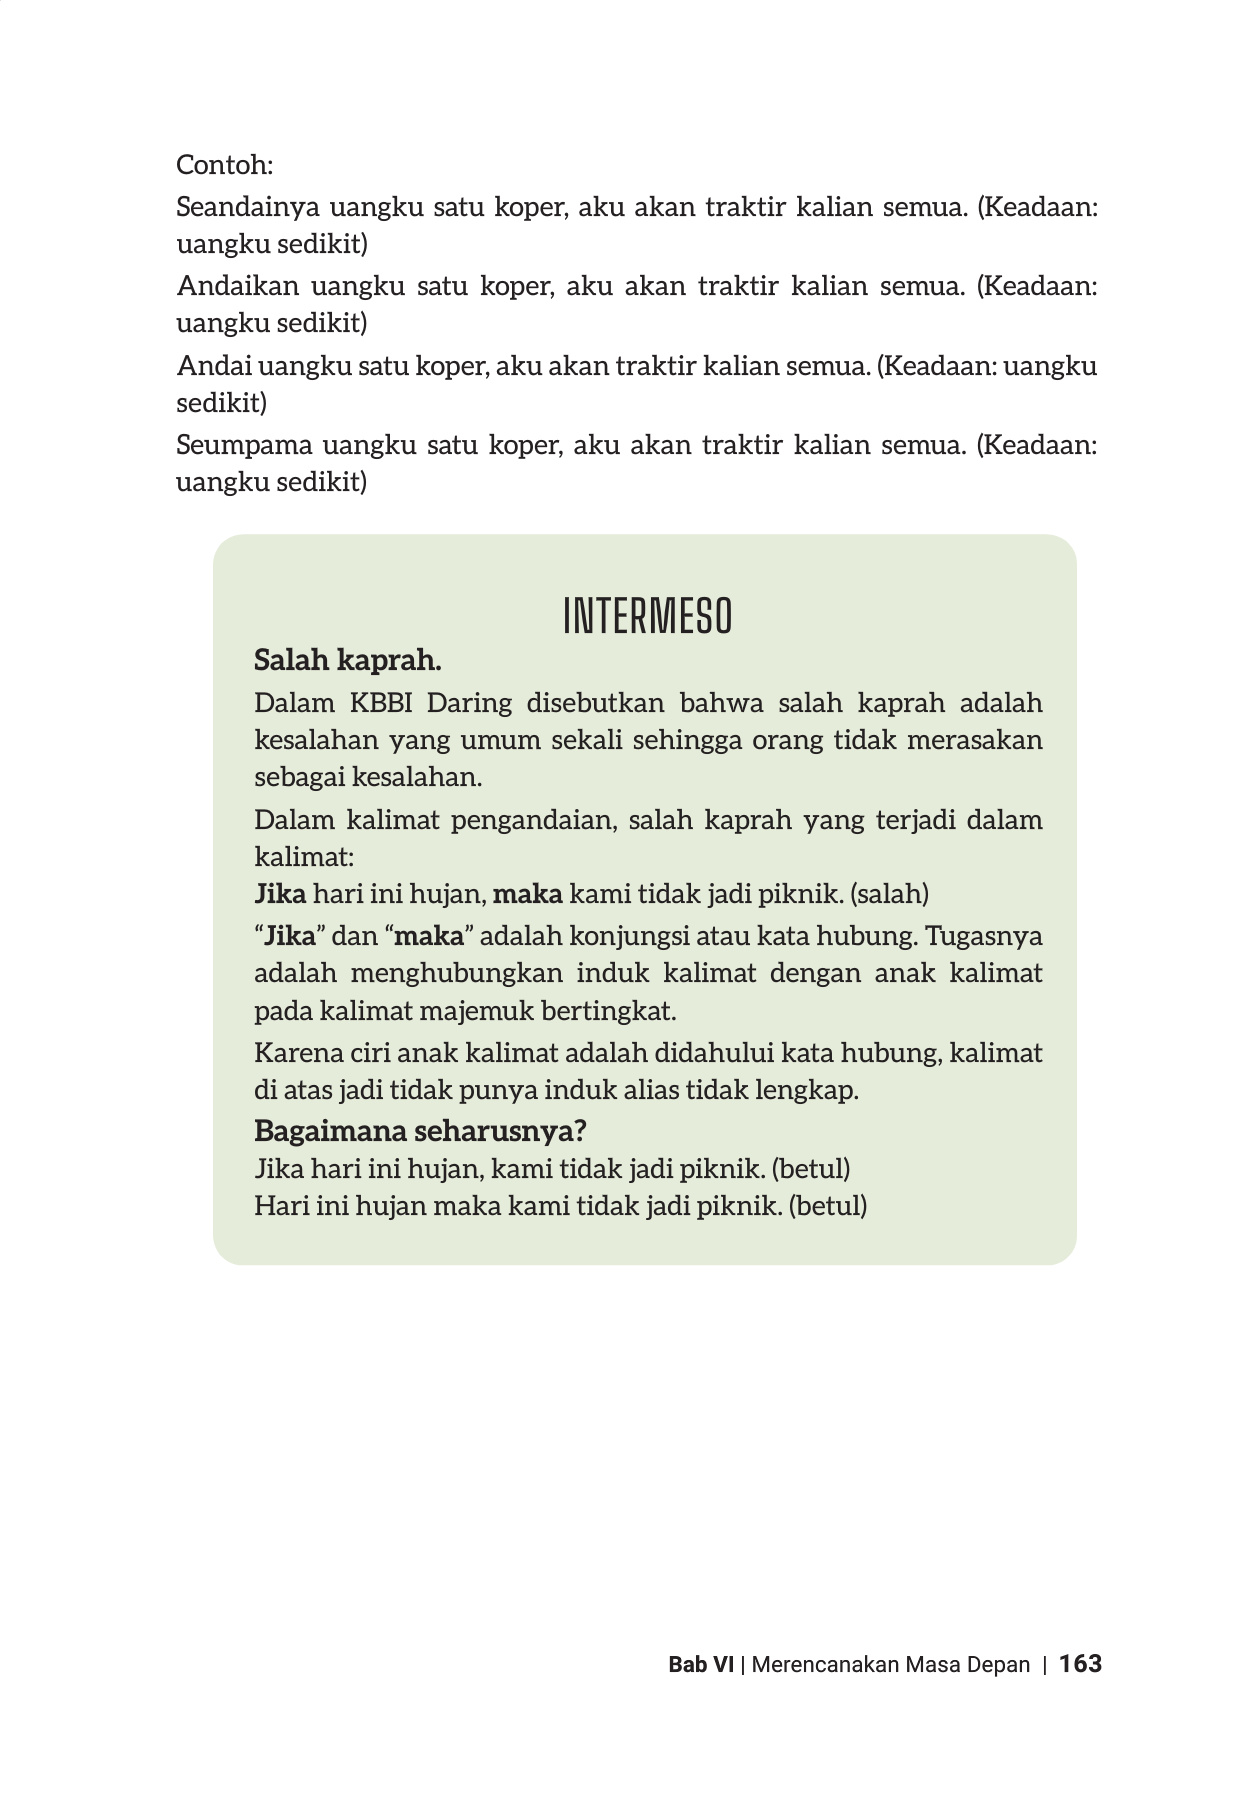 Contoh:
Seandainya uangku satu koper, aku akan traktir kalian semua. (Keadaan:
uangku sedikit)
Andaikan uangku satu koper, aku akan traktir kalian semua. (Keadaan:
uangku sedikit)
Andai uangku satu koper, aku akan traktir kalian semua. (Keadaan: uangku
sedikit)
Seumpama uangku satu koper, aku akan traktir kalian semua. (Keadaan:
uangku sedikit)
INTERMESO
Salah kaprah.
Dalam KBBI Daring disebutkan bahwa salah kaprah adalah
kesalahan yang umum sekali sehingga orang tidak merasakan
sebagai kesalahan.
Dalam kalimat pengandaian, salah kaprah yang terjadi dalam
kalimat:
Jika hari ini hujan, maka kami tidak jadi piknik. (salah)
“Jika” dan “maka” adalah konjungsi atau kata hubung. Tugasnya
adalah menghubungkan induk kalimat dengan anak kalimat
pada kalimat majemuk bertingkat.
Karena ciri anak kalimat adalah didahului kata hubung, kalimat
di atas jadi tidak punya induk alias tidak lengkap.
Bagaimana seharusnya?
Jika hari ini hujan, kami tidak jadi piknik. (betul)
Hari ini hujan maka kami tidak jadi piknik. (betul)
Bab VI | Merencanakan Masa Depan | 163